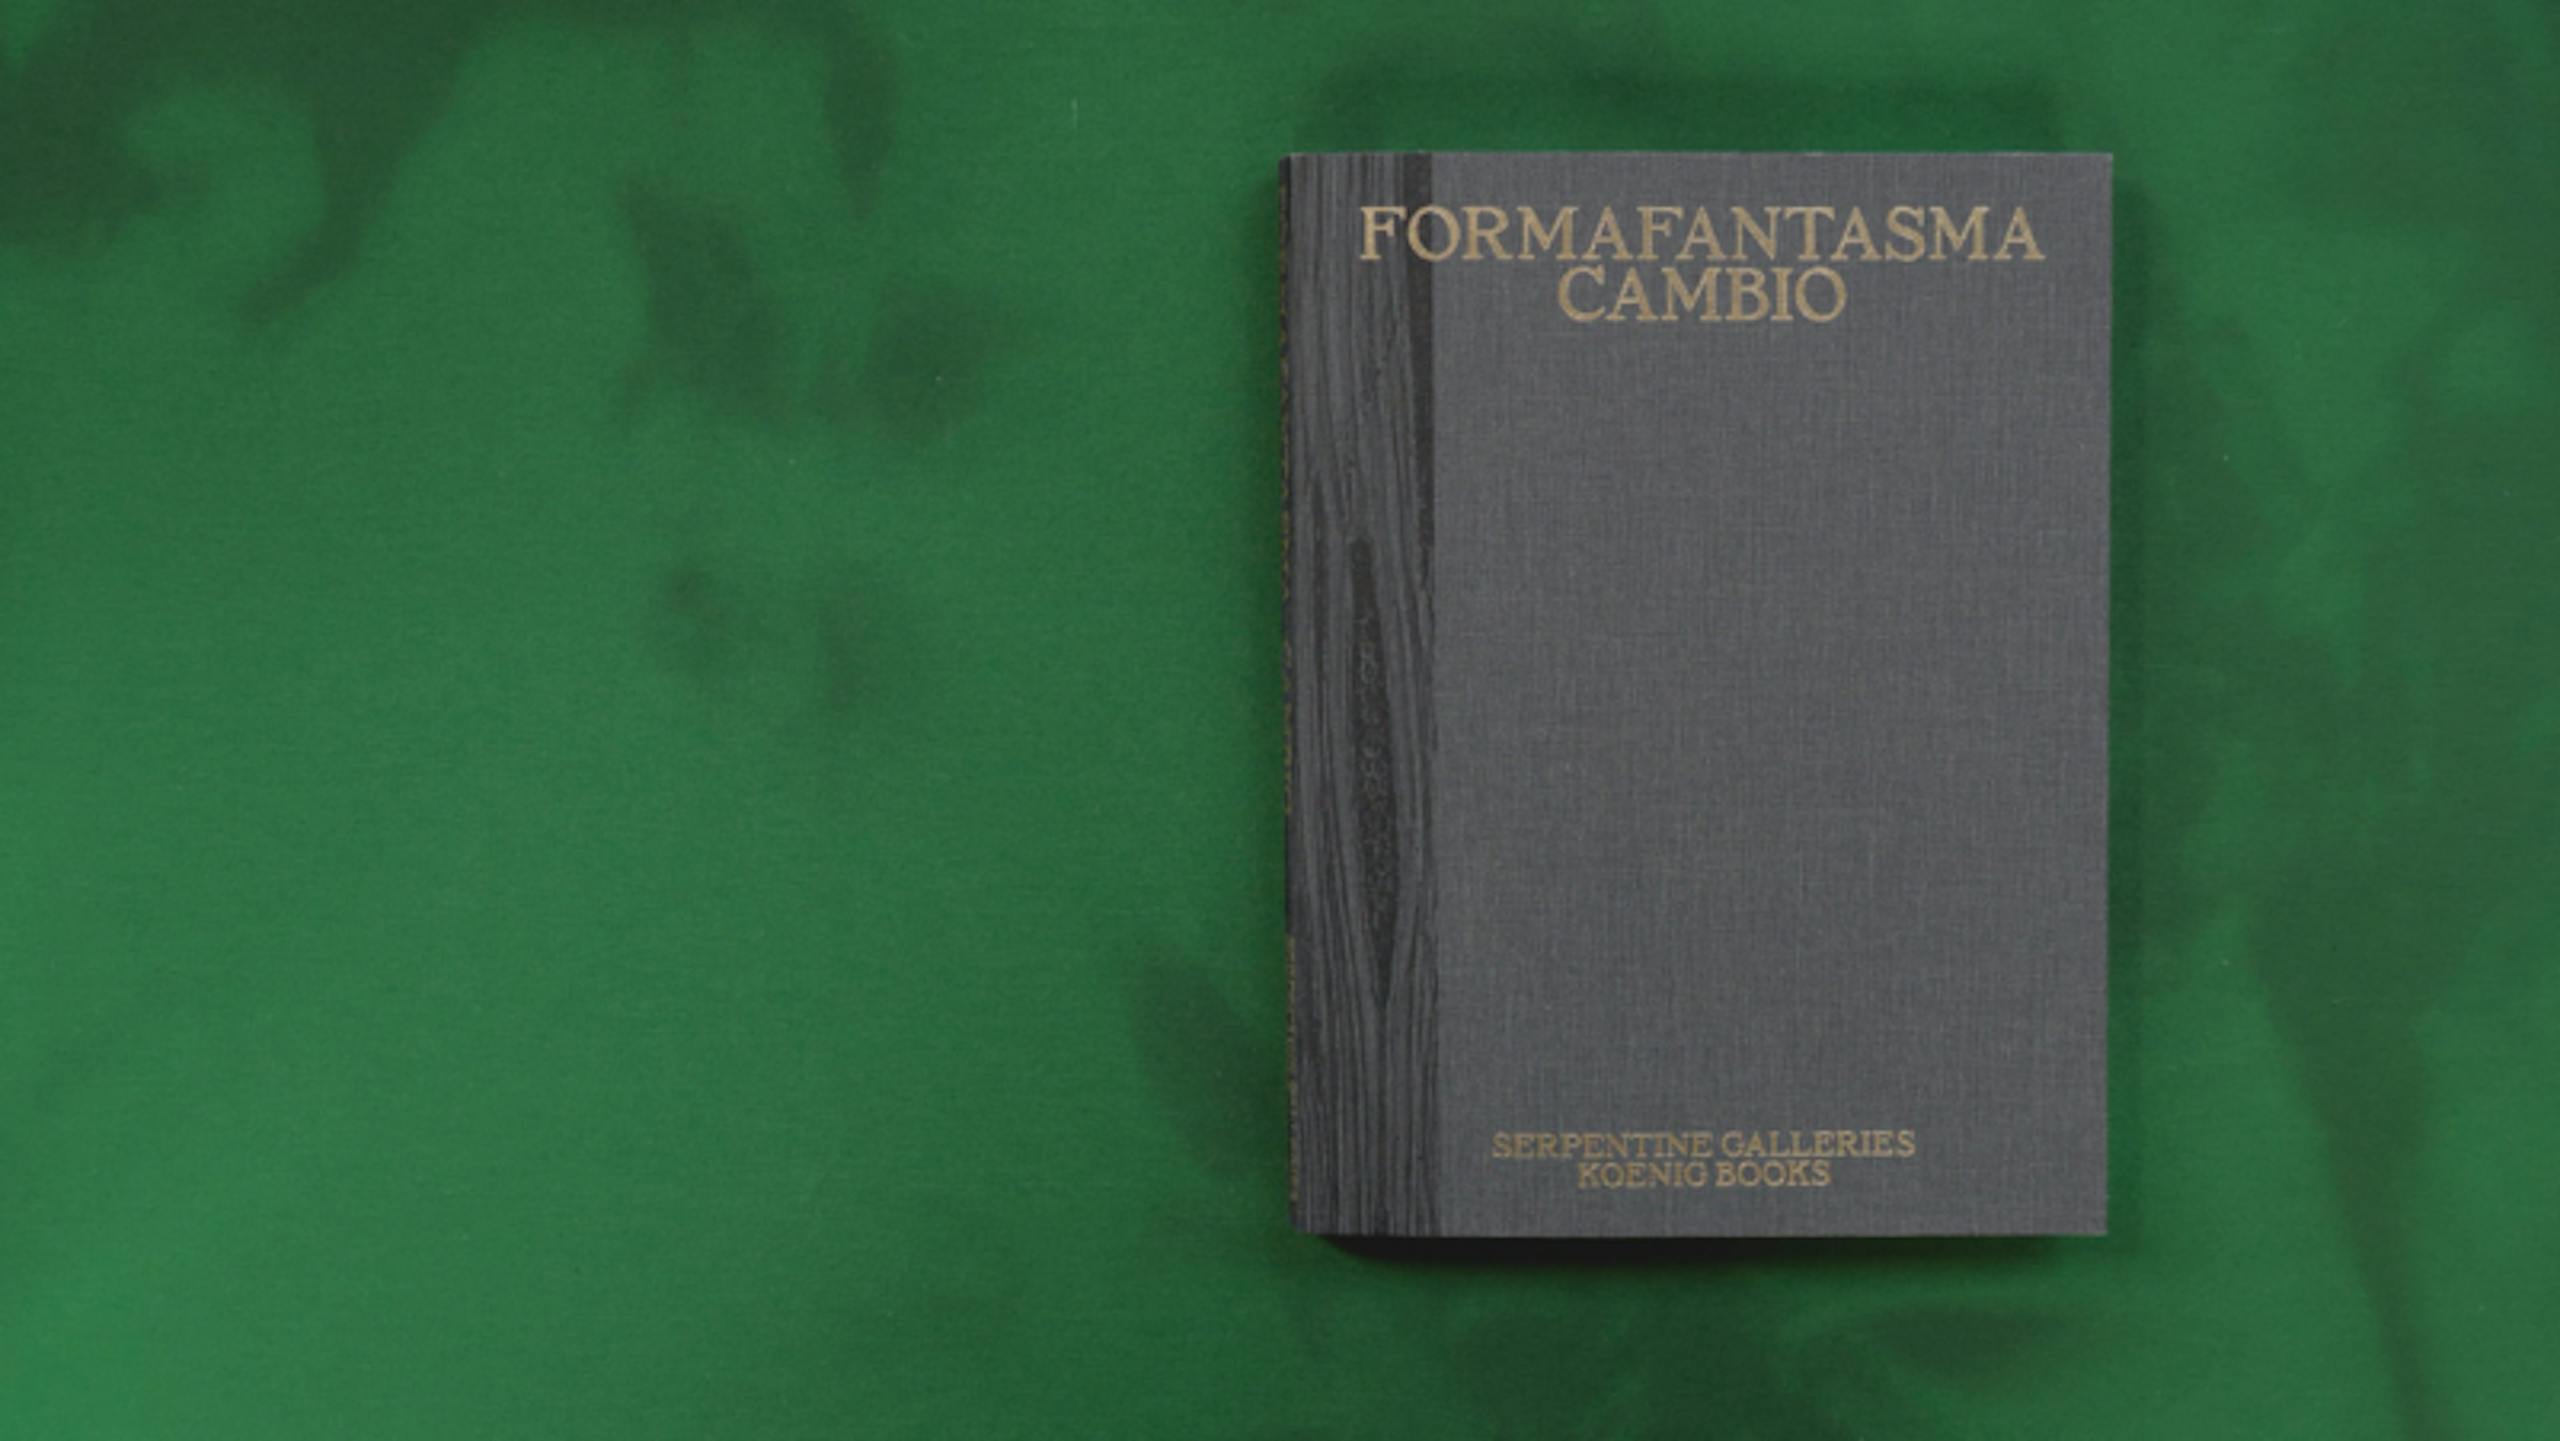 FORMAFANTASMA
CAMBIO
SERPENTINE GALLERIES
KOENIG BOOKS